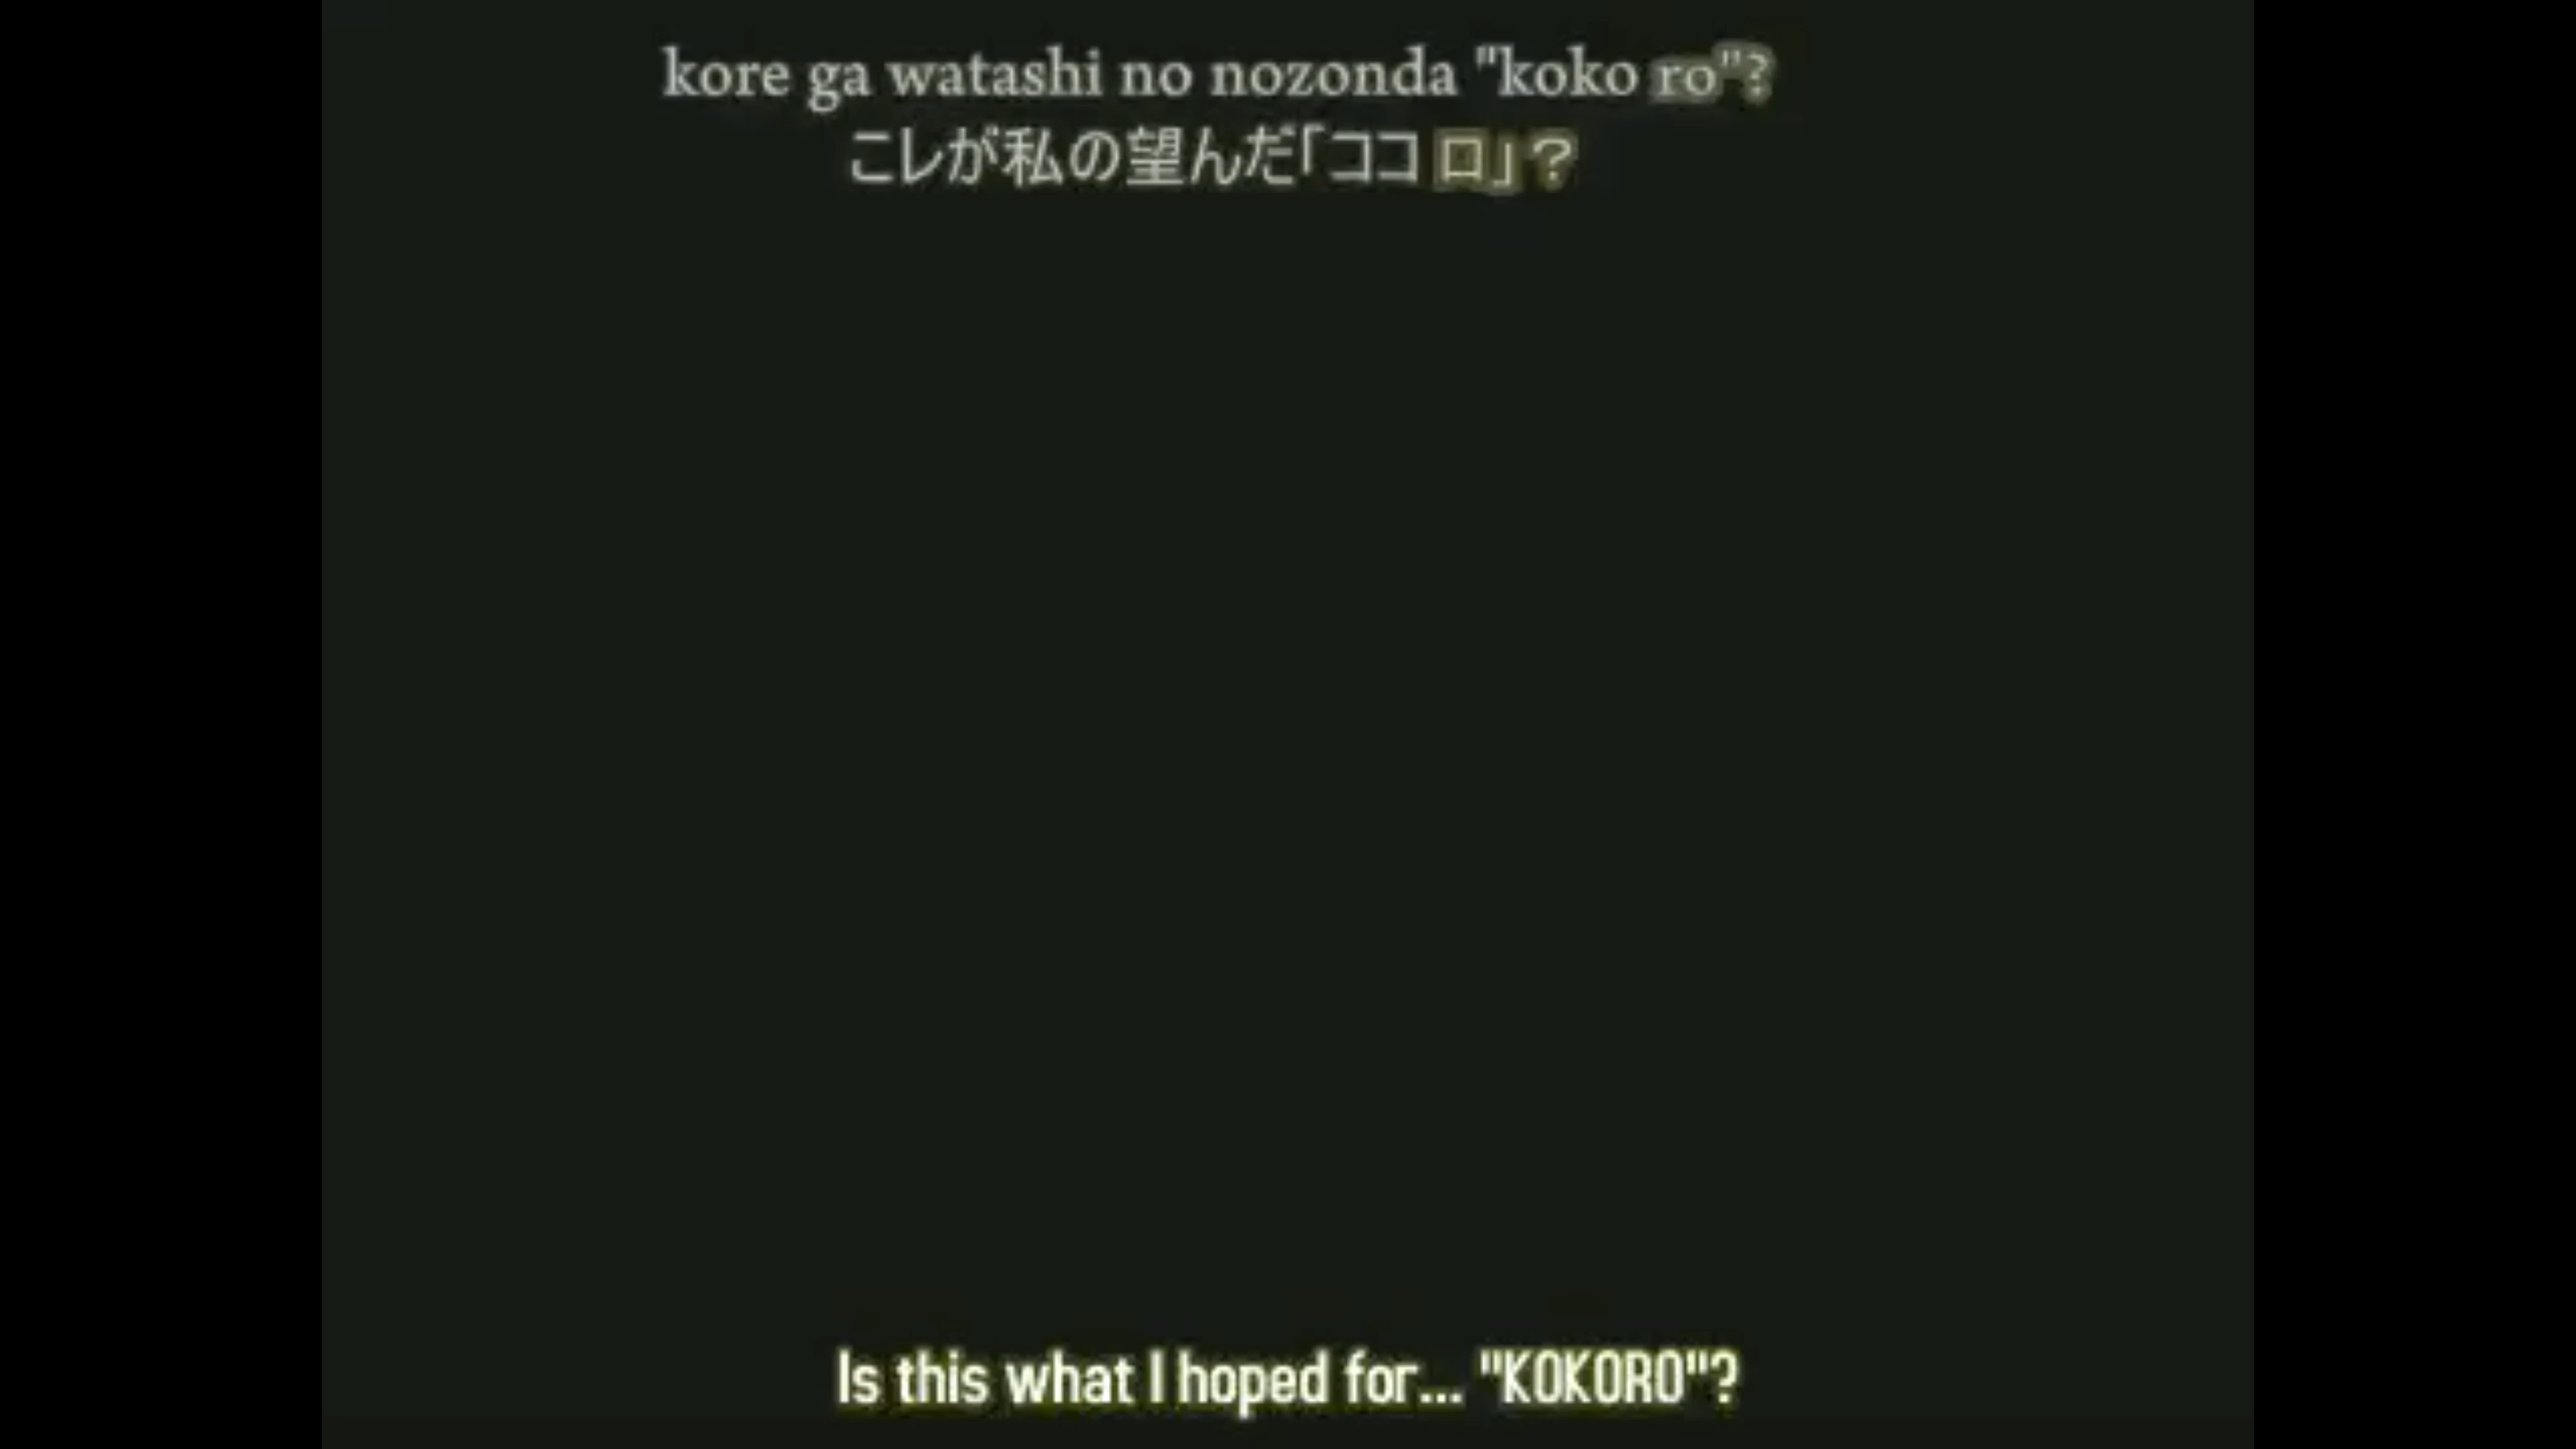 kore ga watashi no nozonda "koko ro"?
こレが私の望んだ「ココ ロ」？
Is this what I hoped for... "KOKORO"?